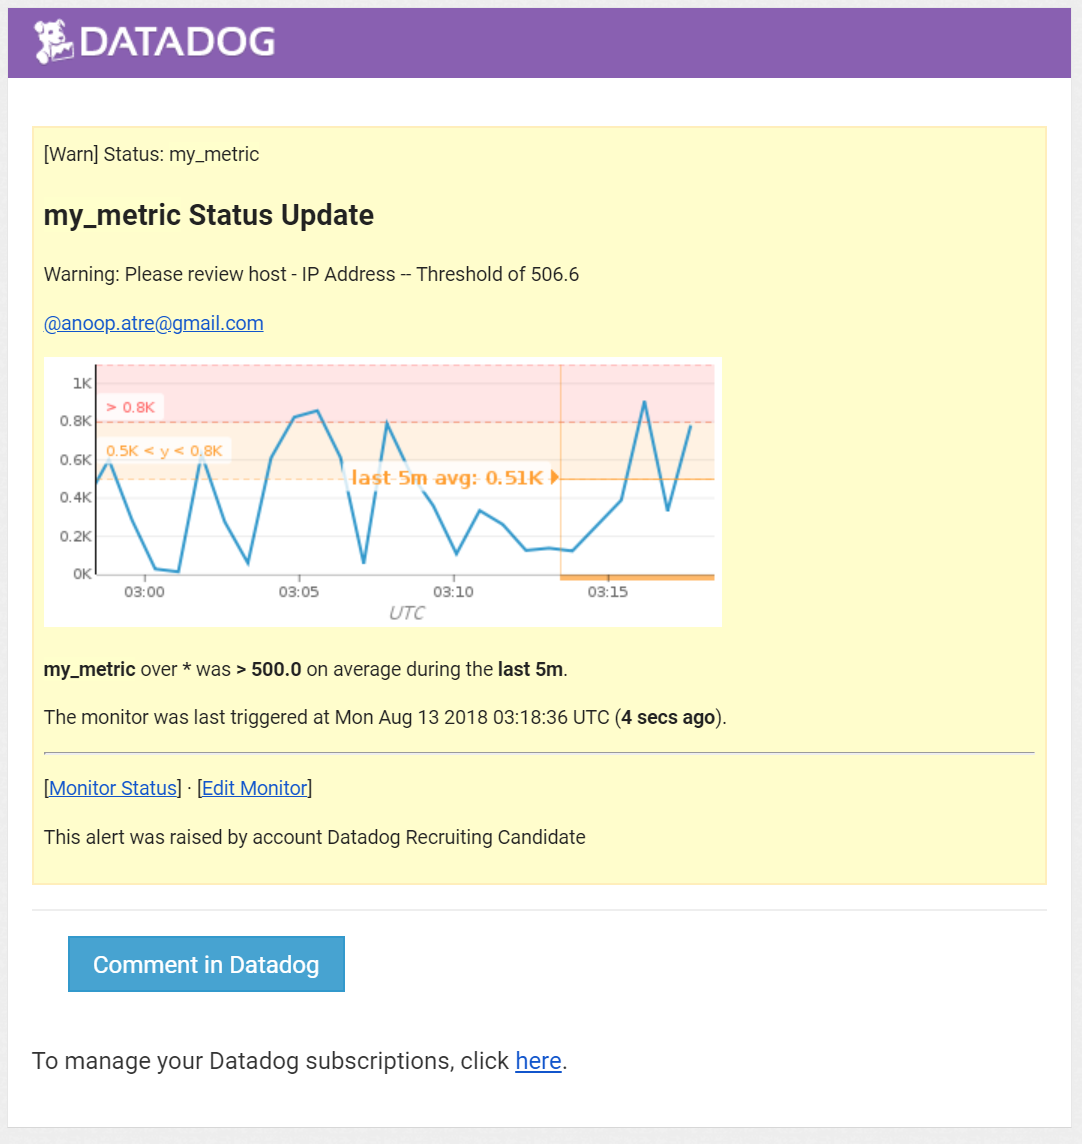 DATADOG
[Warn] Status: my_metric
my_metric Status Update
Warning: Please review host - IP Address -- Threshold of 506.6
@anoop.atre@gmail.com
1K
> 0.8K
0.8K
0.5K < y < 0.8K
0.6K
last 5m avg: 0.51K
0.4K
0.2K
0K
03:00 03:05 03:10 03:15
UTC
my_metric over * was > 500.0 on average during the last 5m.
The monitor was last triggered at Mon Aug 13 2018 03:18:36 UTC (4 secs ago).
[Monitor Status] · [Edit Monitor]
This alert was raised by account Datadog Recruiting Candidate
Comment in Datadog
To manage your Datadog subscriptions, click here.